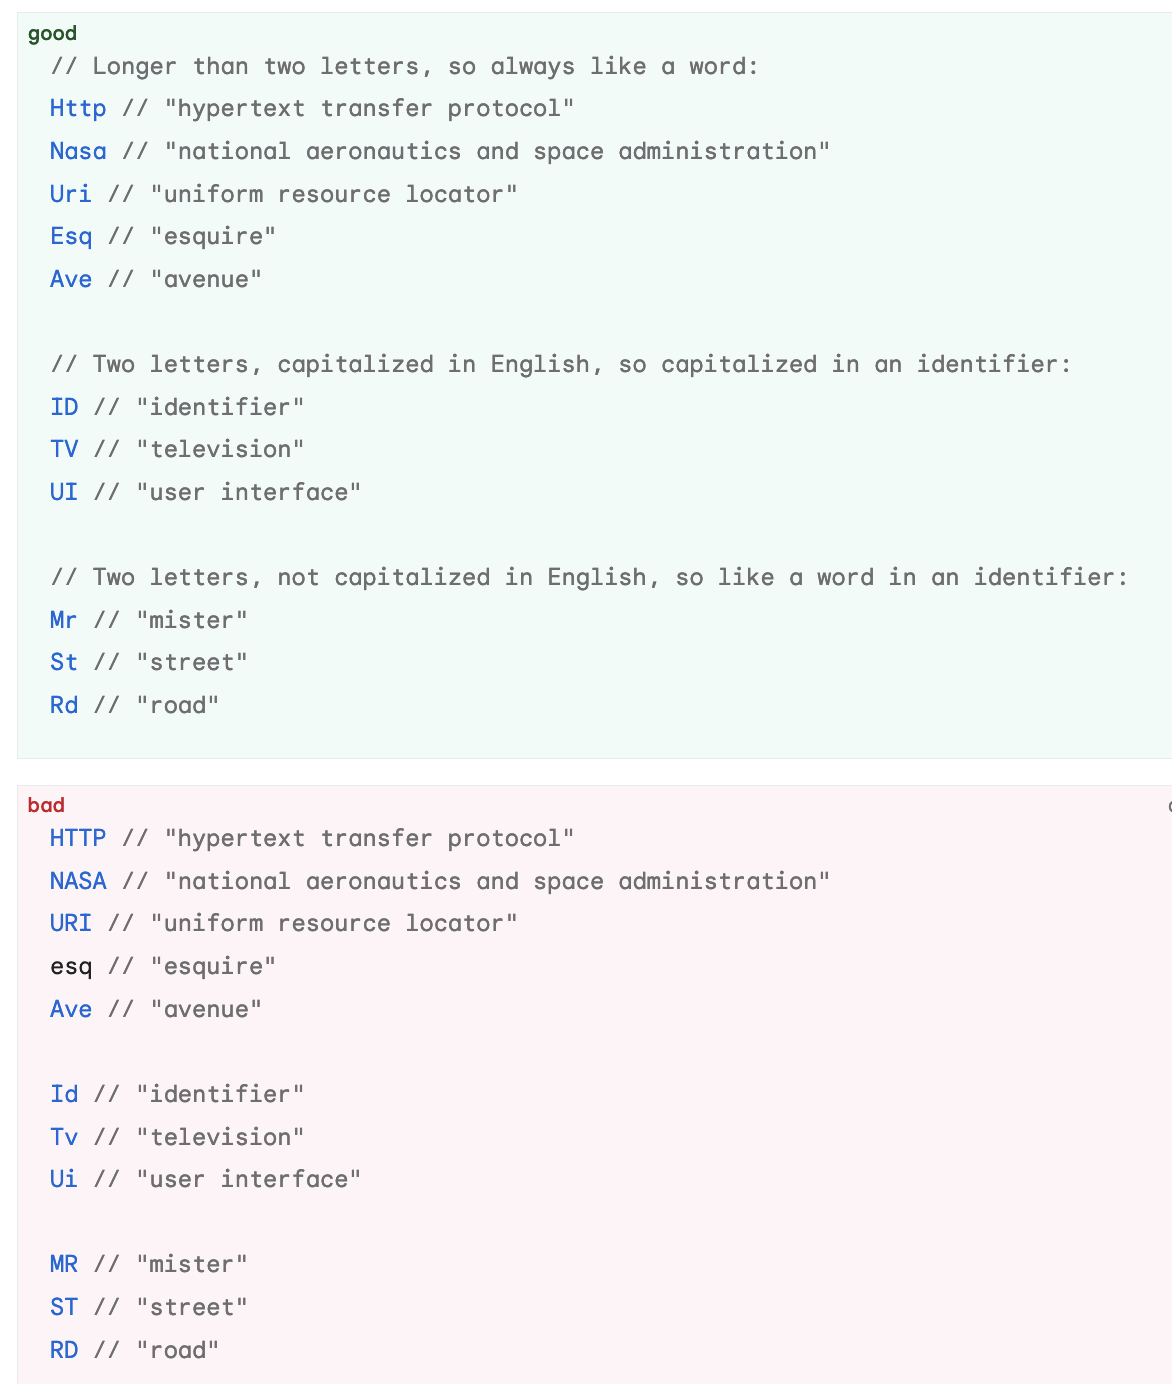 good
// Longer than two letters, so always like a word:
Http // "hypertext transfer protocol"
Nasa // "national aeronautics and space administration"
Uri // "uniform resource locator"
Esq // "esquire"
Ave // "avenue"
// Two letters, capitalized in English, so capitalized in an identifier:
ID // "identifier"
TV // "television"
UI // "user interface"
// Two letters, not capitalized in English, so like a word in an identifier:
Mr // "mister"
St // "street"
Rd // "road"
bad
HTTP // "hypertext transfer protocol"
NASA // "national aeronautics and space administration"
URI // "uniform resource locator"
esq // "esquire"
Ave // "avenue"
Id // "identifier"
Tv // "television"
Ui // "user interface"
MR // "mister"
ST // "street"
RD // "road"